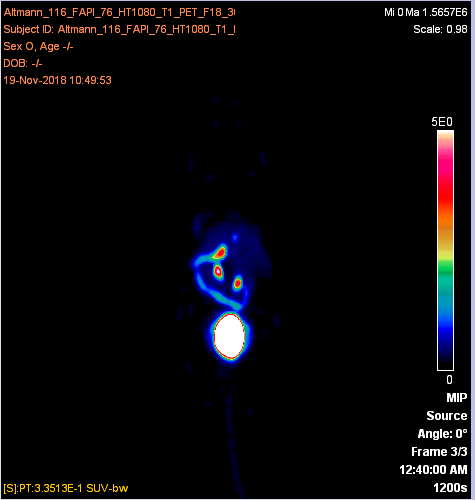 Altmann_116_FAPI_76_HT1080_T1_PET_F18_3
Mi 0 Ma 1.5657E6
Subject ID: Altmann_116_FAPI_76_HT1080_T1_
Scale: 0.98
Sex O, Age -/-
DOB: -/-
19-Nov-2018 10:49:53
5E0
0
MIP
Source
Angle: 0°
Frame 3/3
12:40:00 AM
[S]:PT:3.3513E-1 SUV-bw
1200s